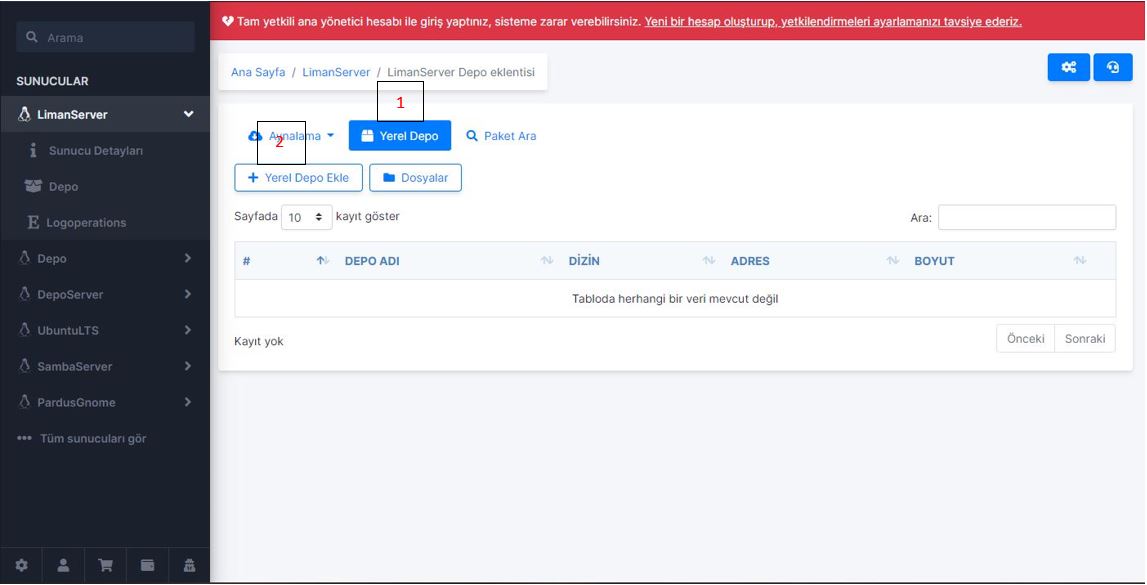 Arama
SUNUCULAR
LimanServer
Sunucu Detayları
Depo
Logoperations
Depo
DepoServer
UbuntuLTS
SambaServer
PardusGnome
Tüm sunucuları gör
Tam yetkili ana yönetici hesabı ile giriş yaptınız, sisteme zarar verebilirsiniz. Yeni bir hesap oluşturup, yetkilendirmeleri ayarlamanızı tavsiye ederiz.
Ana Sayfa / LimanServer / LimanServer Depo eklentisi
1
Aynalama Yerel Depo Paket Ara
2
Yerel Depo Ekle Dosyalar
Sayfada 10 kayıt göster Ara:
# DEPO ADI DİZİN ADRES BOYUT
Tabloda herhangi bir veri mevcut değil
Kayıt yok Önceki Sonraki